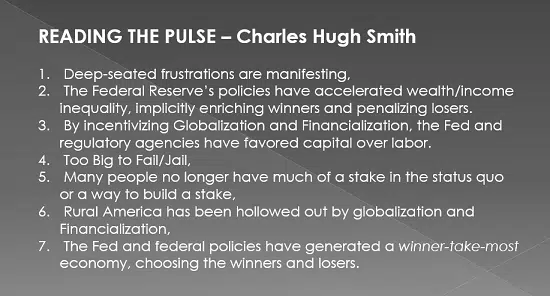 READING THE PULSE – Charles Hugh Smith
1. Deep-seated frustrations are manifesting,
2. The Federal Reserve's policies have accelerated wealth/income
inequality, implicitly enriching winners and penalizing losers.
3. By incentivizing Globalization and Financialization, the Fed and
regulatory agencies have favored capital over labor.
4. Too Big to Fail/Jail,
5. Many people no longer have much of a stake in the status quo
or a way to build a stake,
6. Rural America has been hollowed out by globalization and
Financialization,
7. The Fed and federal policies have generated a winner-take-most
economy, choosing the winners and losers.